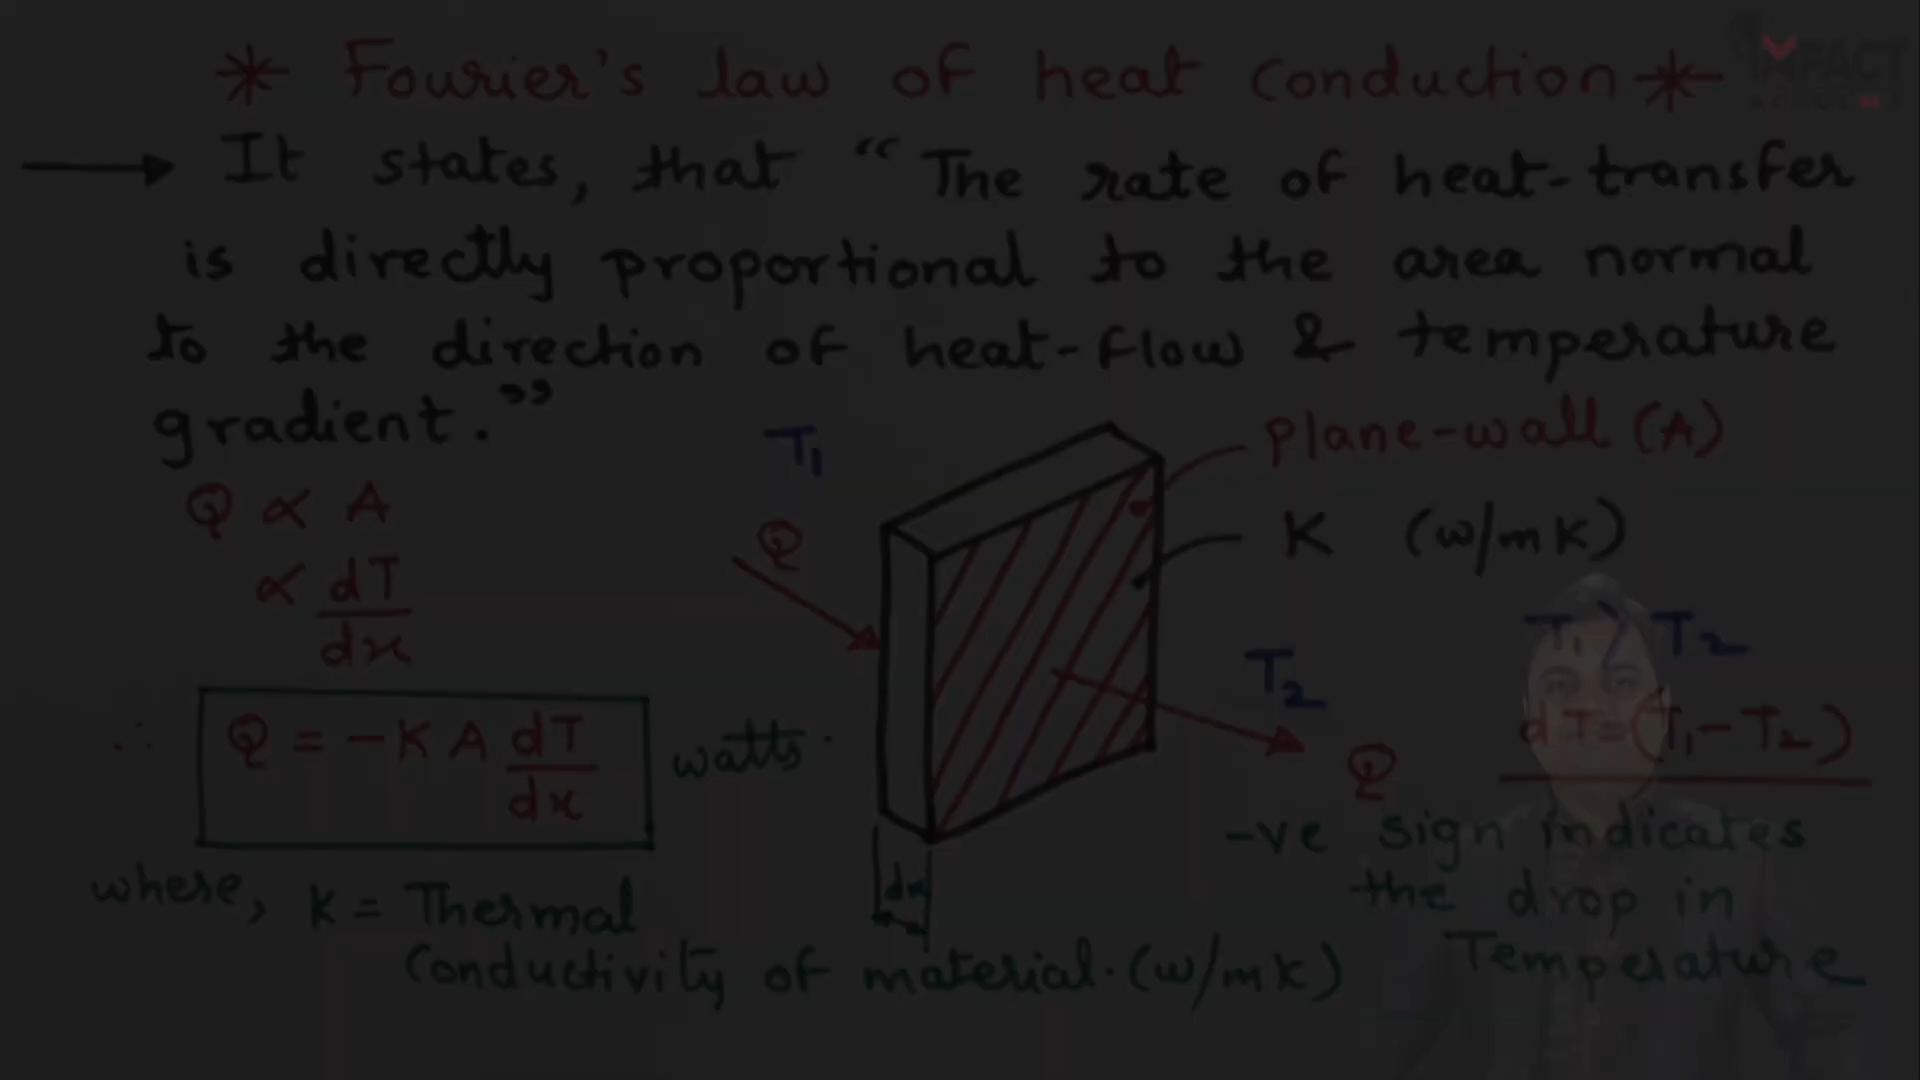 * Fourier's law of heat conduction *
IMPACT
→ It states, that “The rate of heat-transfer
is directly proportional to the area normal
to the direction of heat-flow & temperature
gradient.”
Q ∝ A
∝ dT/dx
∴ Q = -K A dT/dx watts.
where, K = Thermal
Conductivity of material. (w/mk)
T1
Q
plane-wall (A)
K (w/mk)
T2
Q
dx
T1 > T2
dT = (T1 - T2)
-ve sign indicates
the drop in
Temperature